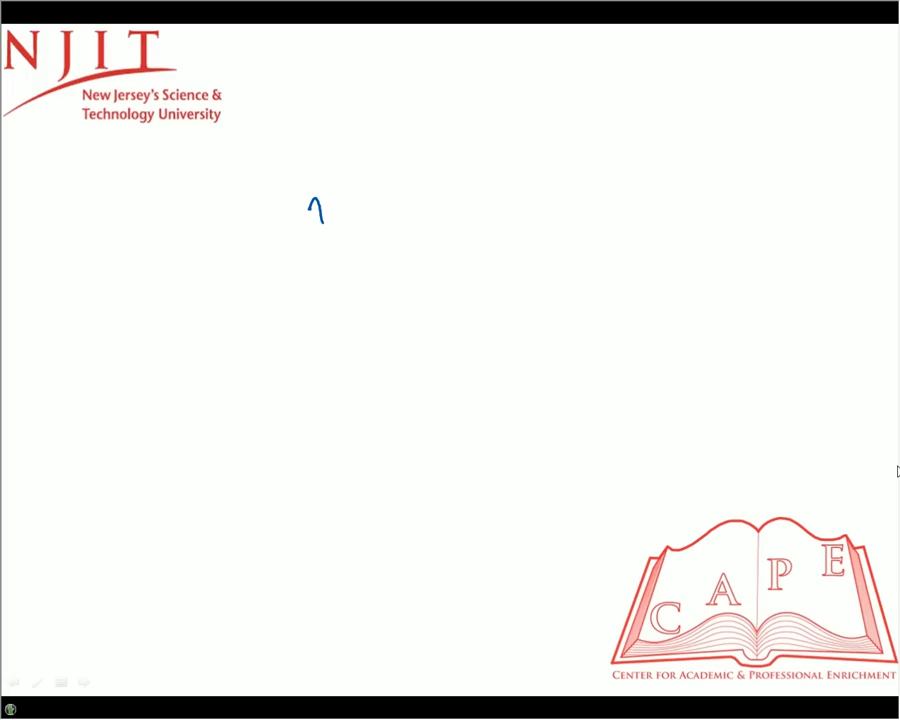 NJIT
New Jersey's Science &
Technology University
C A P E
CENTER FOR ACADEMIC & PROFESSIONAL ENRICHMENT